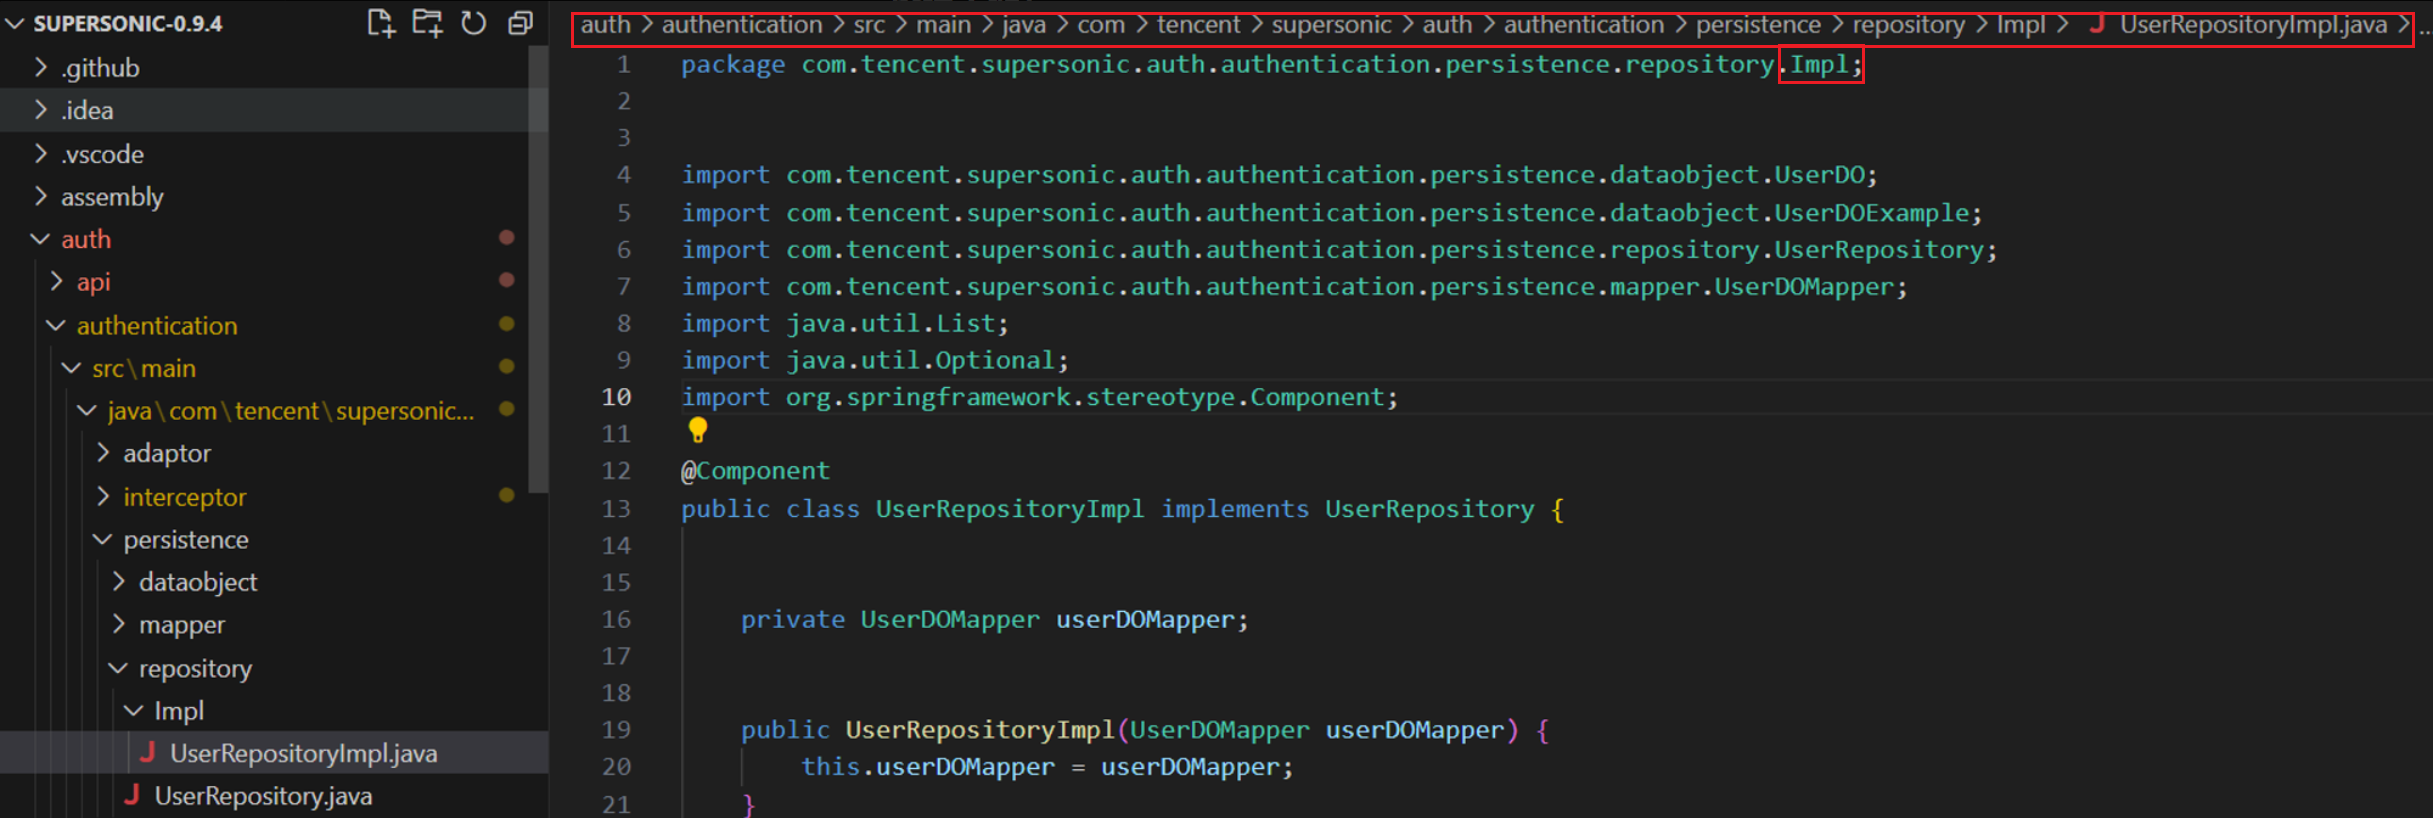 SUPERSONIC-0.9.4
.github
.idea
.vscode
assembly
auth
api
authentication
src\main
java\com\tencent\supersonic...
adaptor
interceptor
persistence
dataobject
mapper
repository
Impl
J UserRepositoryImpl.java
J UserRepository.java
auth > authentication > src > main > java > com > tencent > supersonic > auth > authentication > persistence > repository > Impl > J UserRepositoryImpl.java > ...
1 package com.tencent.supersonic.auth.authentication.persistence.repository.Impl;
2
3
4 import com.tencent.supersonic.auth.authentication.persistence.dataobject.UserDO;
5 import com.tencent.supersonic.auth.authentication.persistence.dataobject.UserDOExample;
6 import com.tencent.supersonic.auth.authentication.persistence.repository.UserRepository;
7 import com.tencent.supersonic.auth.authentication.persistence.mapper.UserDOMapper;
8 import java.util.List;
9 import java.util.Optional;
10 import org.springframework.stereotype.Component;
11
12 @Component
13 public class UserRepositoryImpl implements UserRepository {
14
15
16 private UserDOMapper userDOMapper;
17
18
19 public UserRepositoryImpl(UserDOMapper userDOMapper) {
20 this.userDOMapper = userDOMapper;
21 }